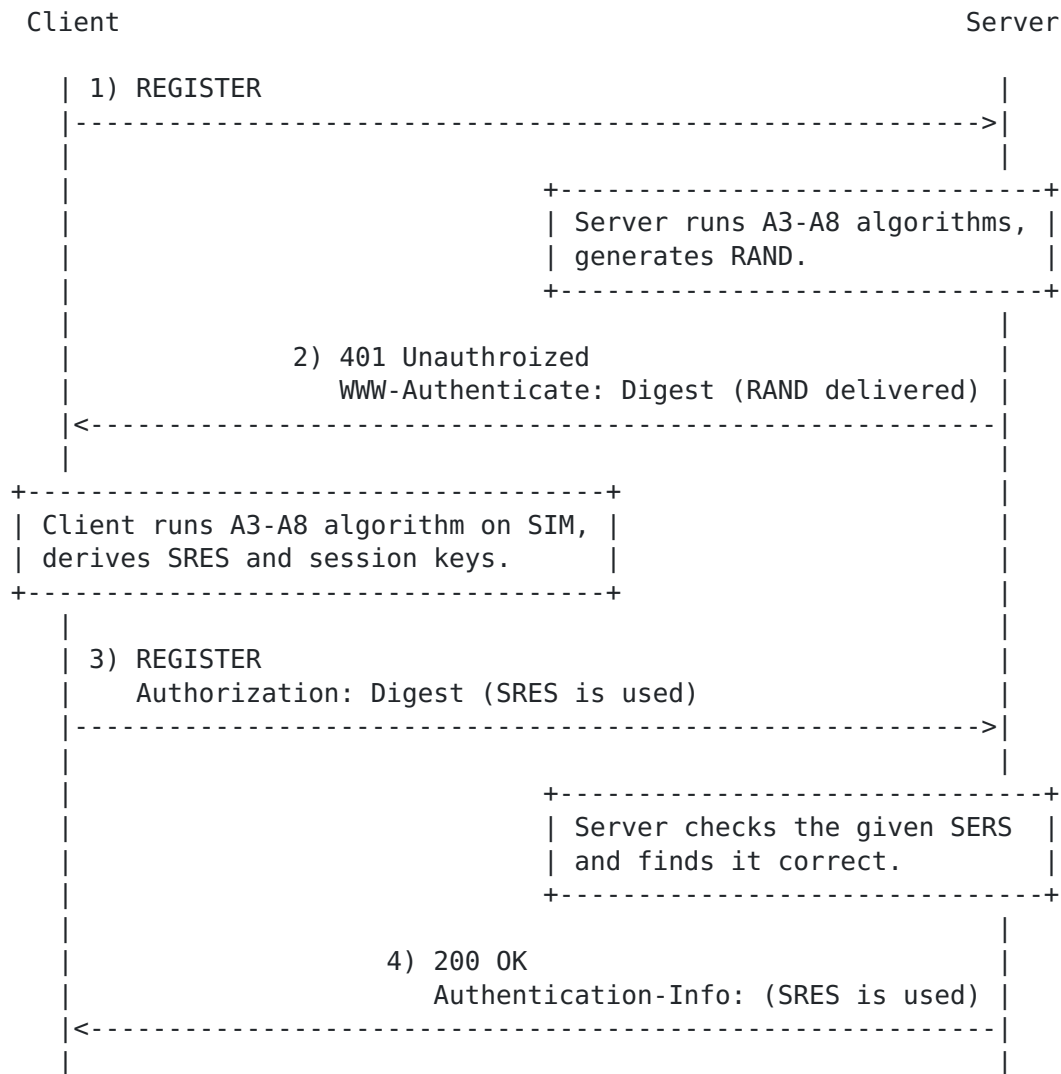 Client Server
1) REGISTER
Server runs A3-A8 algorithms,
generates RAND.
2) 401 Unauthroized
WWW-Authenticate: Digest (RAND delivered)
Client runs A3-A8 algorithm on SIM,
derives SRES and session keys.
3) REGISTER
Authorization: Digest (SRES is used)
Server checks the given SERS
and finds it correct.
4) 200 OK
Authentication-Info: (SRES is used)